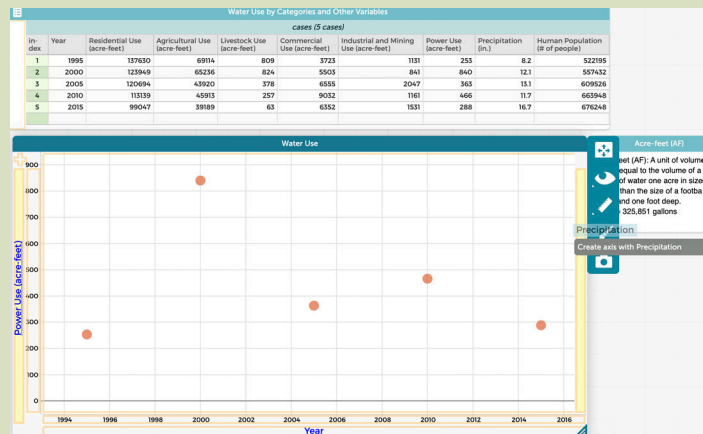 Water Use by Categories and Other Variables
cases (5 cases)
in-dex Year Residential Use (acre-feet) Agricultural Use (acre-feet) Livestock Use (acre-feet) Commercial Use (acre-feet) Industrial and Mining Use (acre-feet) Power Use (acre-feet) Precipitation (in.) Human Population (# of people)
1 1995 137630 69114 809 3723 1131 253 8.2 522195
2 2000 123949 65236 824 5503 841 840 12.1 557432
3 2005 120694 43920 378 6555 2047 363 13.1 609526
4 2010 113139 45913 257 9032 1161 466 11.7 663948
5 2015 99047 39189 63 6352 1531 288 16.7 676248
Water Use
Acre-feet (AF)
eet (AF): A unit of volume
equal to the volume of a
of water one acre in size
than the size of a footba
and one foot deep.
325,851 gallons
Precipitation
Create axis with Precipitation
900
800
700
600
500
400
300
200
100
0
Power Use (acre-feet)
1994 1996 1998 2000 2002 2004 2006 2008 2010 2012 2014 2016
Year